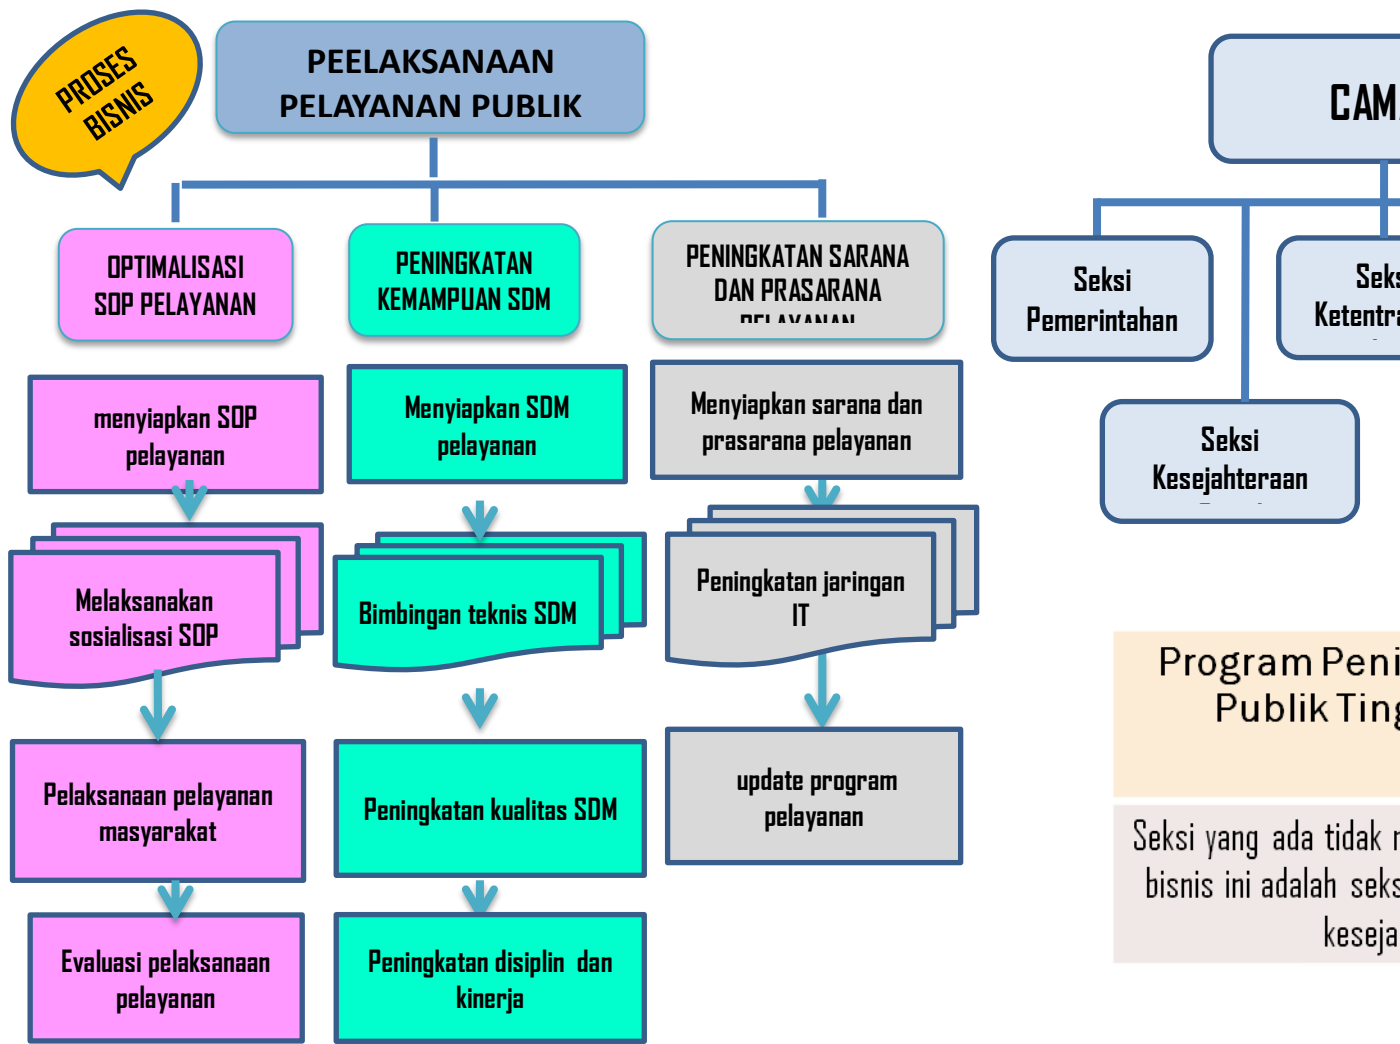 PROSES
BISNIS
PEELAKSANAAN
PELAYANAN PUBLIK
OPTIMALISASI
SOP PELAYANAN
PENINGKATAN
KEMAMPUAN SDM
PENINGKATAN SARANA
DAN PRASARANA
PELAYANAN
menyiapkan SOP
pelayanan
Menyiapkan SDM
pelayanan
Menyiapkan sarana dan
prasarana pelayanan
Melaksanakan
sosialisasi SOP
Bimbingan teknis SDM
Peningkatan jaringan
IT
Pelaksanaan pelayanan
masyarakat
Peningkatan kualitas SDM
update program
pelayanan
Evaluasi pelaksanaan
pelayanan
Peningkatan disiplin dan
kinerja
Seksi
Pemerintahan
Seksi
Kesejahteraan
Program
Publik
Seksi yang ada tidak
bisnis ini adalah